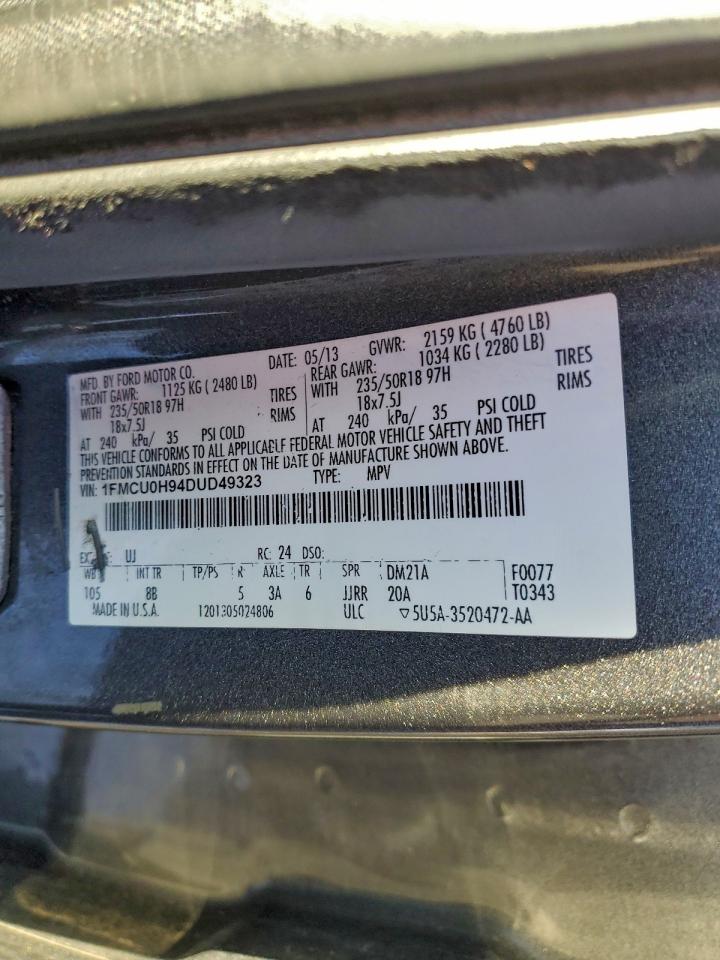 MFD. BY FORD MOTOR CO. DATE: 05/13 GVWR: 2159 KG ( 4760 LB)
FRONT GAWR: 1125 KG ( 2480 LB) REAR GAWR: 1034 KG ( 2280 LB)
WITH 235/50R18 97H TIRES WITH 235/50R18 97H TIRES
18x7.5J RIMS 18x7.5J RIMS
AT 240 kPa/ 35 PSI COLD AT 240 kPa/ 35 PSI COLD
THIS VEHICLE CONFORMS TO ALL APPLICABLE FEDERAL MOTOR VEHICLE SAFETY AND THEFT
PREVENTION STANDARDS IN EFFECT ON THE DATE OF MANUFACTURE SHOWN ABOVE.
VIN: 1FMCU0H94DUD49323 TYPE: MPV
UJ RC: 24 DSO:
WB INT TR TP/PS R AXLE TR SPR DM21A F0077
105 8B 5 3A 6 JJRR 20A T0343
MADE IN U.S.A. 1201305024806 ULC ▽5U5A-3520472-AA